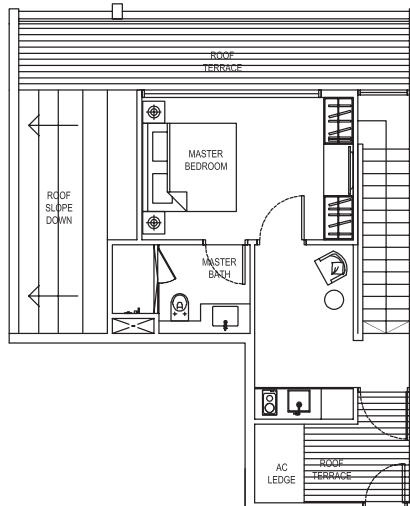 ROOF
TERRACE
MASTER
BEDROOM
ROOF
SLOPE
DOWN
MASTER
BATH
AC
LEDGE
ROOF
TERRACE